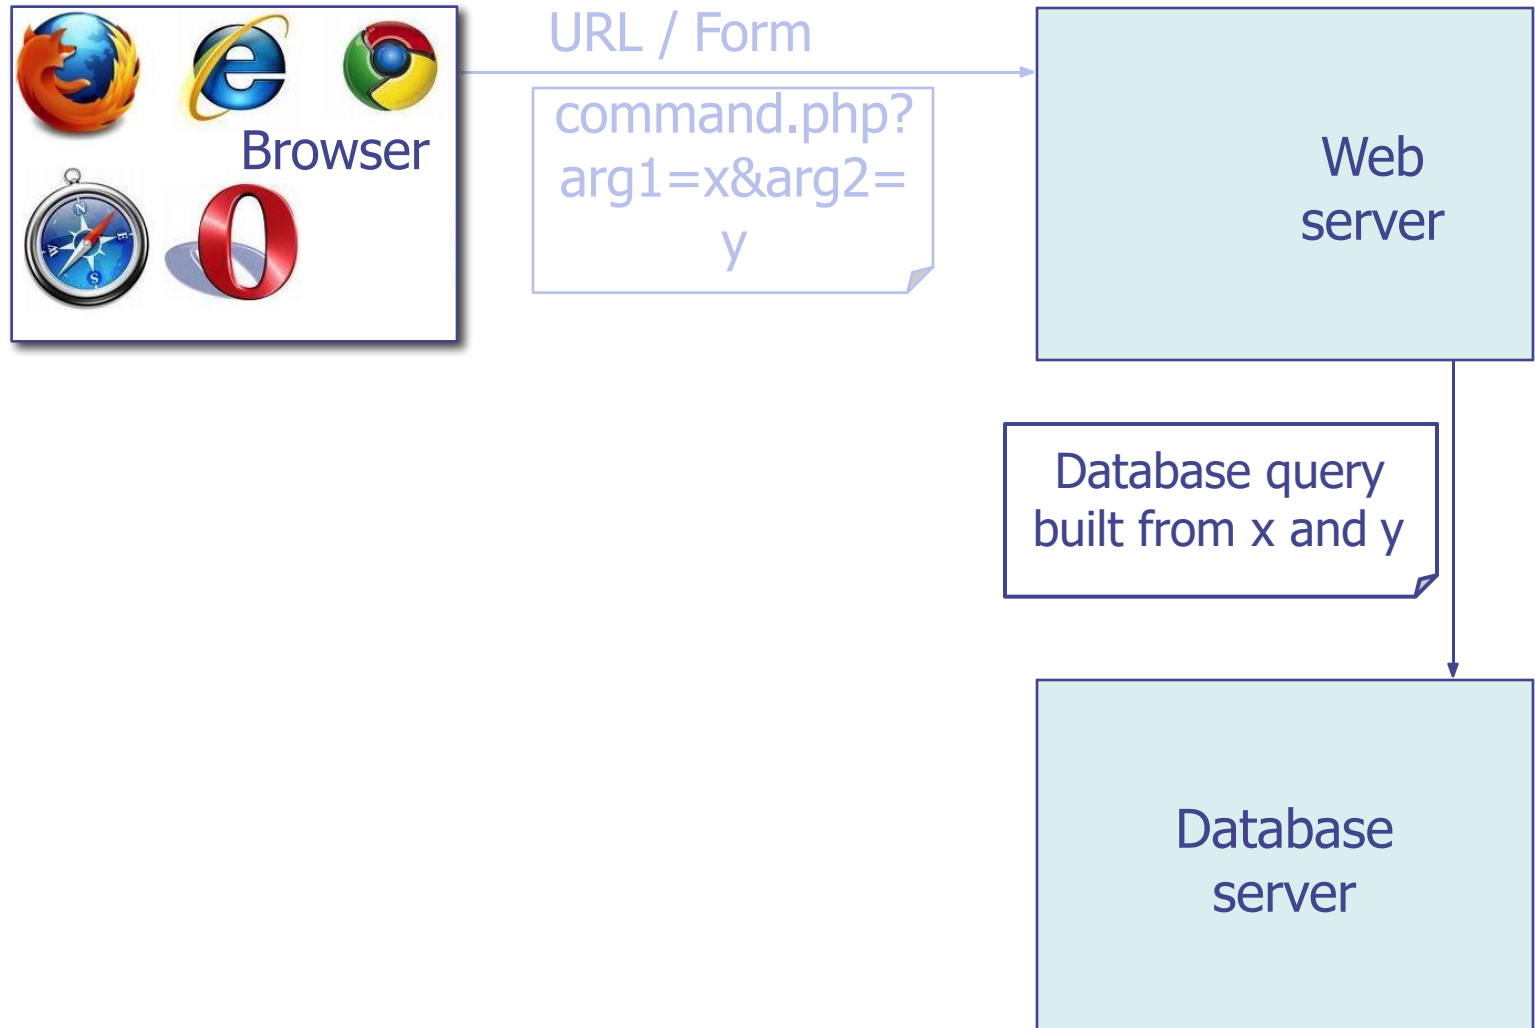 URL / Form
command.php?
arg1=x&arg2=
y
Browser
Web
server
Database query
built from x and y
Database
server